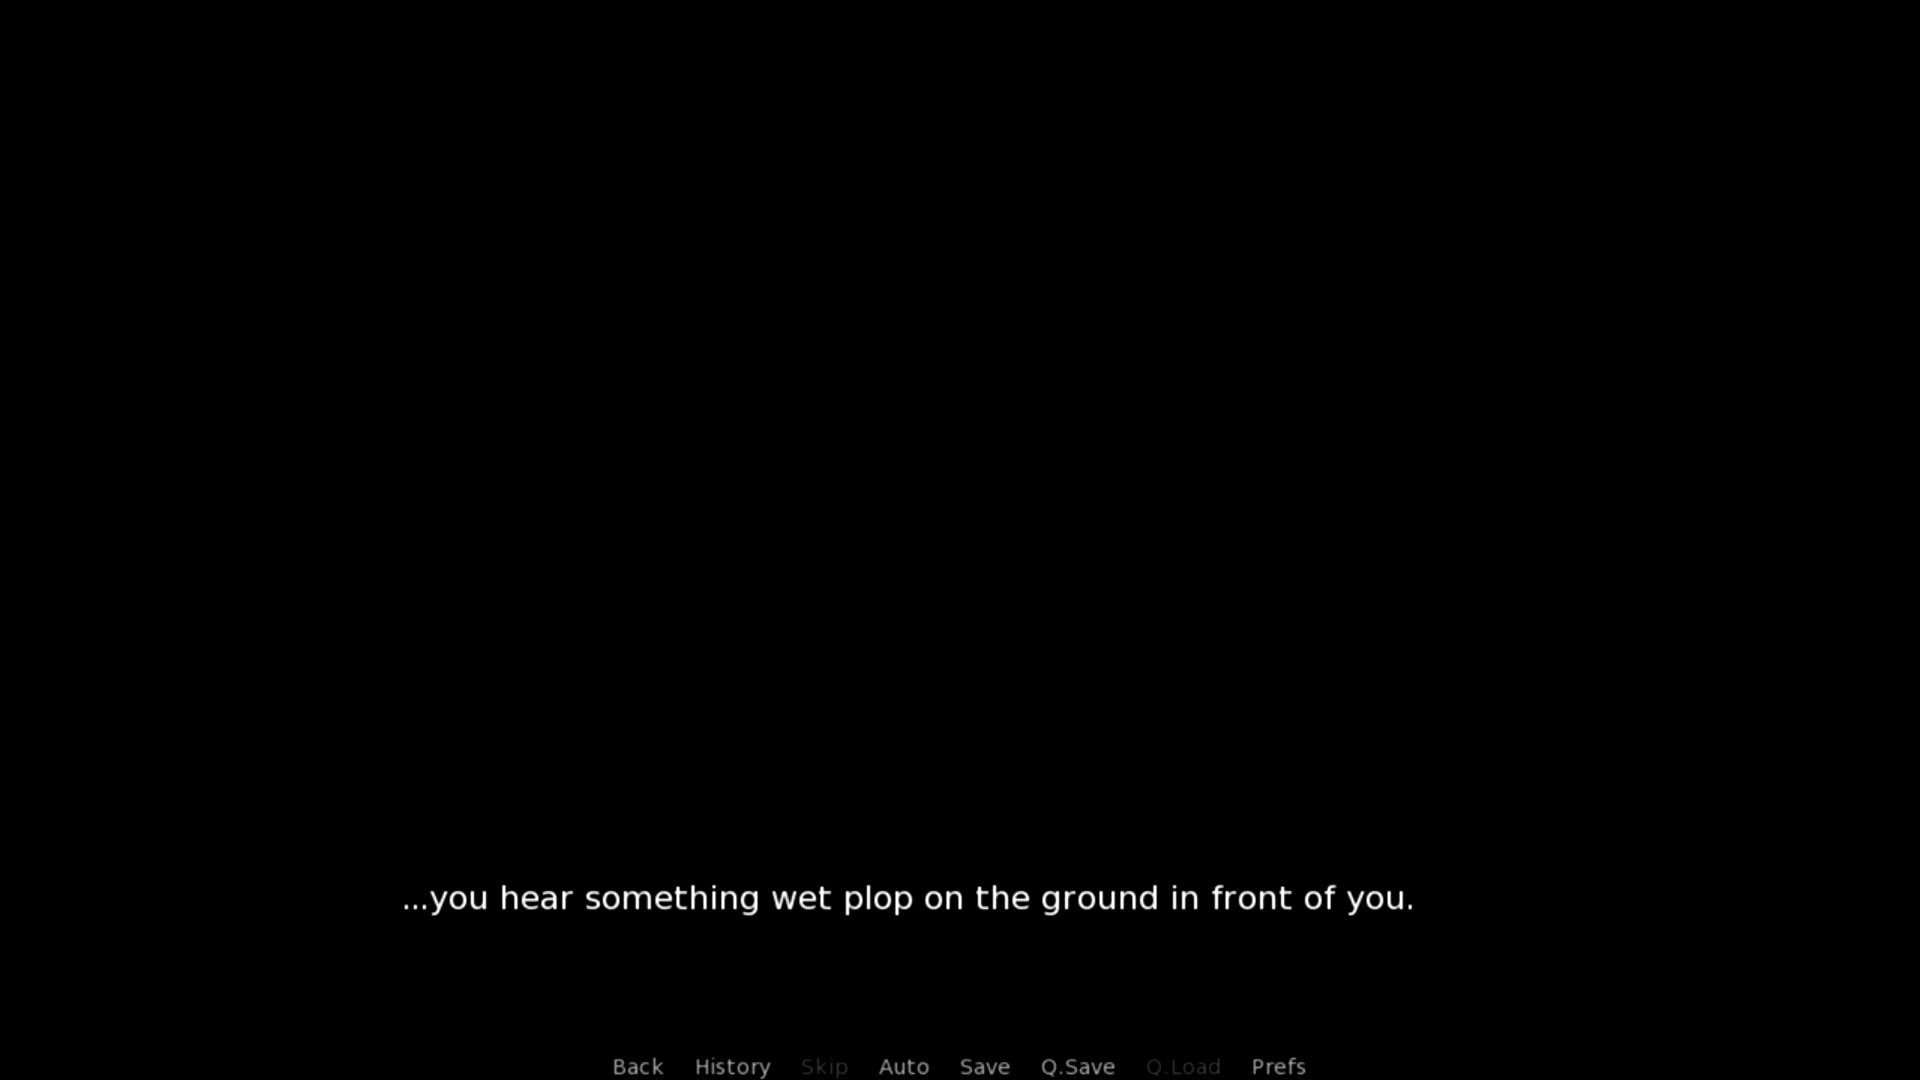 ...you hear something wet plop on the ground in front of you.
Back History Skip Auto Save Q.Save Q.Load Prefs